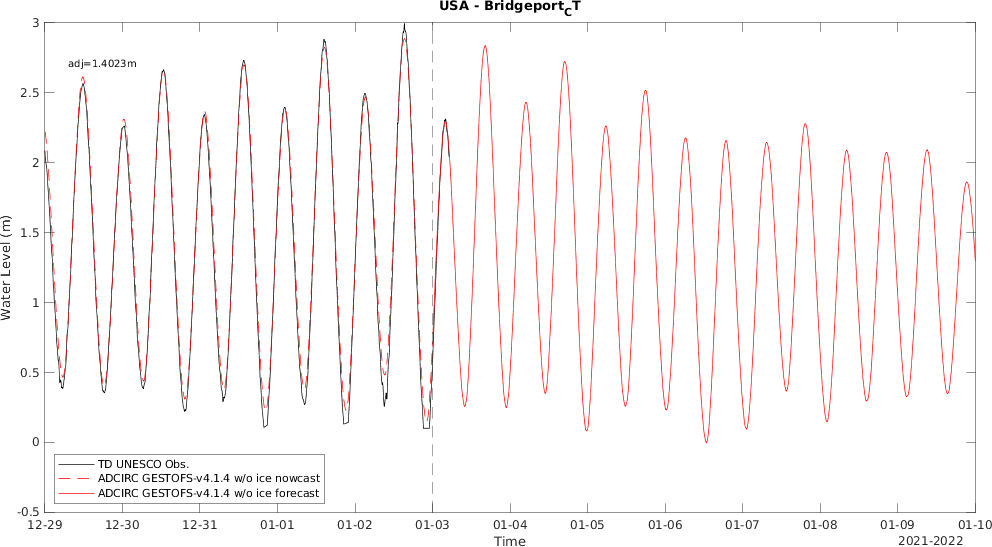 USA - Bridgeport_CT
adj=1.4023m
3
2.5
2
1.5
1
0.5
0
-0.5
Water Level (m)
TD UNESCO Obs.
ADCIRC GESTOFS-v4.1.4 w/o ice nowcast
ADCIRC GESTOFS-v4.1.4 w/o ice forecast
12-29 12-30 12-31 01-01 01-02 01-03 01-04 01-05 01-06 01-07 01-08 01-09 01-10
Time
2021-2022